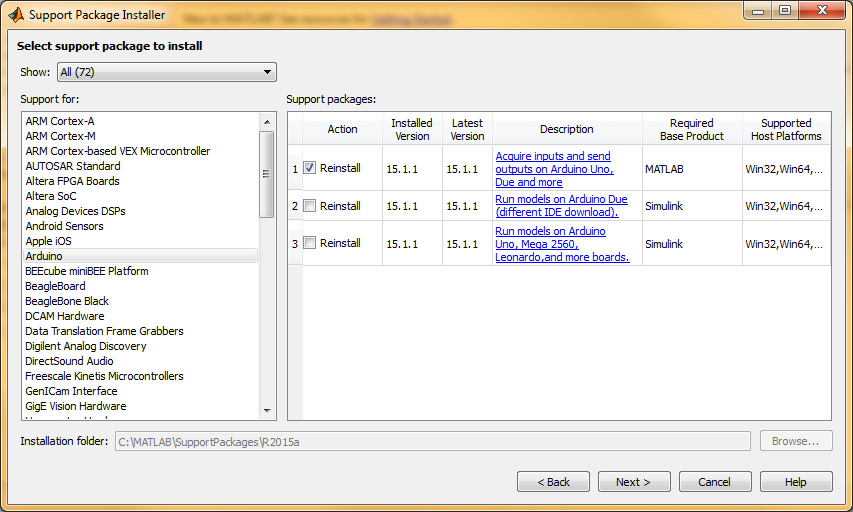 Support Package Installer
New to MATLAB? See resources for Getting Started
Select support package to install
Show:
All (72)
Support for:
ARM Cortex-A
ARM Cortex-M
ARM Cortex-based VEX Microcontroller
AUTOSAR Standard
Altera FPGA Boards
Altera SoC
Analog Devices DSPs
Android Sensors
Apple iOS
Arduino
BEEcube miniBEE Platform
BeagleBoard
BeagleBone Black
DCAM Hardware
Data Translation Frame Grabbers
Digilent Analog Discovery
DirectSound Audio
Freescale Kinetis Microcontrollers
GenICam Interface
GigE Vision Hardware
Support packages:
Action
Installed
Version
Latest
Version
Description
Required
Base Product
Supported
Host Platforms
1 Reinstall 15.1.1 15.1.1
Acquire inputs and send
outputs on Arduino Uno,
Due and more
MATLAB
Win32,Win64,...
2 Reinstall 15.1.1 15.1.1
Run models on Arduino Due
(different IDE download).
Simulink
Win32,Win64,...
3 Reinstall 15.1.1 15.1.1
Run models on Arduino
Uno, Mega 2560,
Leonardo,and more boards.
Simulink
Win32,Win64,...
Installation folder:
C:\MATLAB\SupportPackages\R2015a
Browse...
< Back
Next >
Cancel
Help